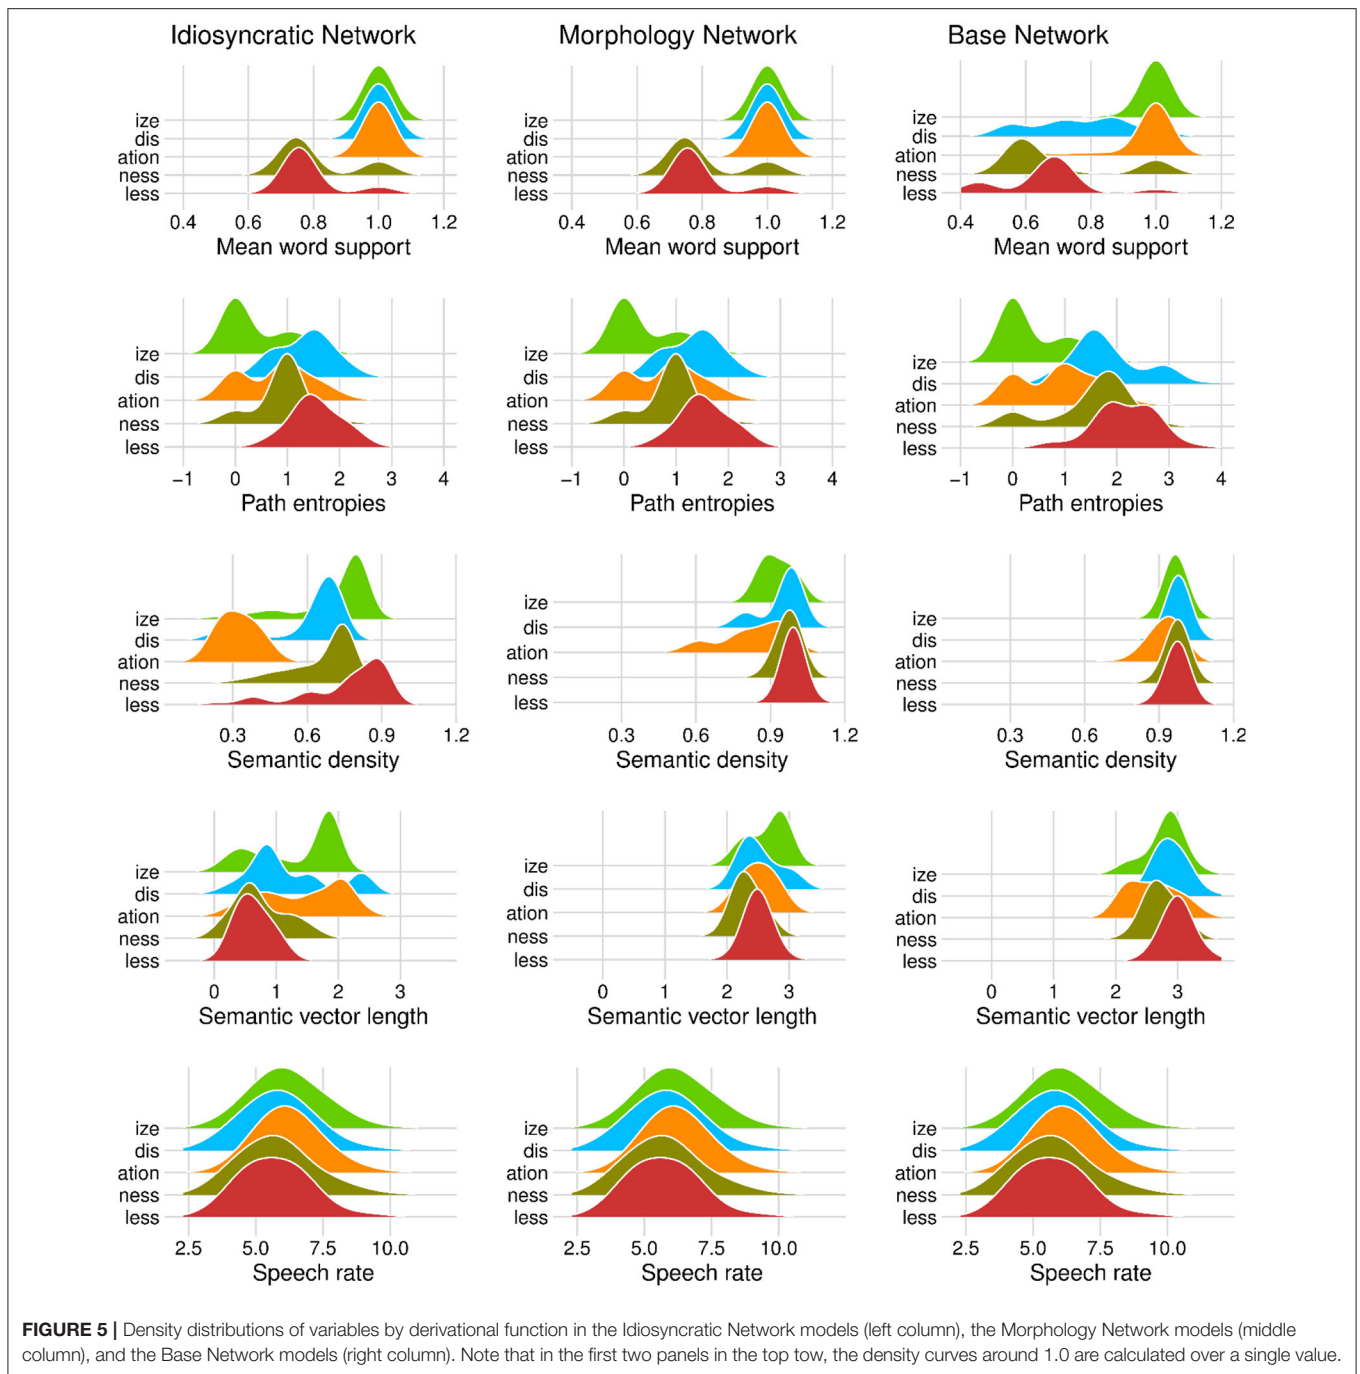 Idiosyncratic Network Morphology Network Base Network
ize
dis
ation
ness
less
0.4 0.6 0.8 1.0 1.2
Mean word support
ize
dis
ation
ness
less
0.4 0.6 0.8 1.0 1.2
Mean word support
ize
dis
ation
ness
less
0.4 0.6 0.8 1.0 1.2
Mean word support
ize
dis
ation
ness
less
−1 0 1 2 3 4
Path entropies
ize
dis
ation
ness
less
−1 0 1 2 3 4
Path entropies
ize
dis
ation
ness
less
−1 0 1 2 3 4
Path entropies
ize
dis
ation
ness
less
0.3 0.6 0.9 1.2
Semantic density
ize
dis
ation
ness
less
0.3 0.6 0.9 1.2
Semantic density
ize
dis
ation
ness
less
0.3 0.6 0.9 1.2
Semantic density
ize
dis
ation
ness
less
0 1 2 3
Semantic vector length
ize
dis
ation
ness
less
0 1 2 3
Semantic vector length
ize
dis
ation
ness
less
0 1 2 3
Semantic vector length
ize
dis
ation
ness
less
2.5 5.0 7.5 10.0
Speech rate
ize
dis
ation
ness
less
2.5 5.0 7.5 10.0
Speech rate
ize
dis
ation
ness
less
2.5 5.0 7.5 10.0
Speech rate
FIGURE 5 | Density distributions of variables by derivational function in the Idiosyncratic Network models (left column), the Morphology Network models (middle
column), and the Base Network models (right column). Note that in the first two panels in the top tow, the density curves around 1.0 are calculated over a single value.